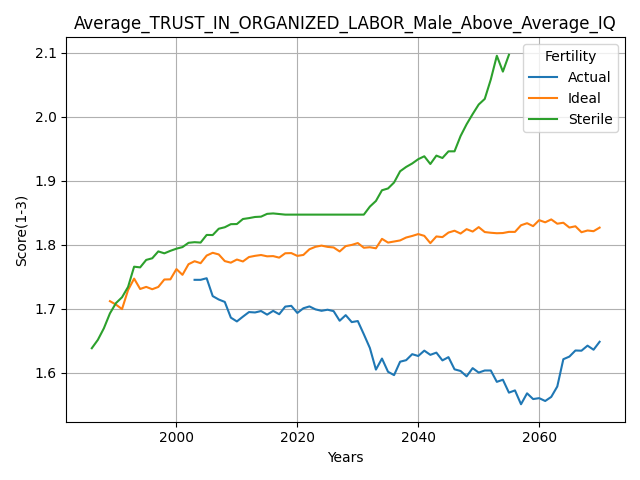 Average_TRUST_IN_ORGANIZED_LABOR_Male_Above_Average_IQ
Fertility
Actual
Ideal
Sterile
Score(1-3)
2.1
2.0
1.9
1.8
1.7
1.6
2000
2020
2040
2060
Years